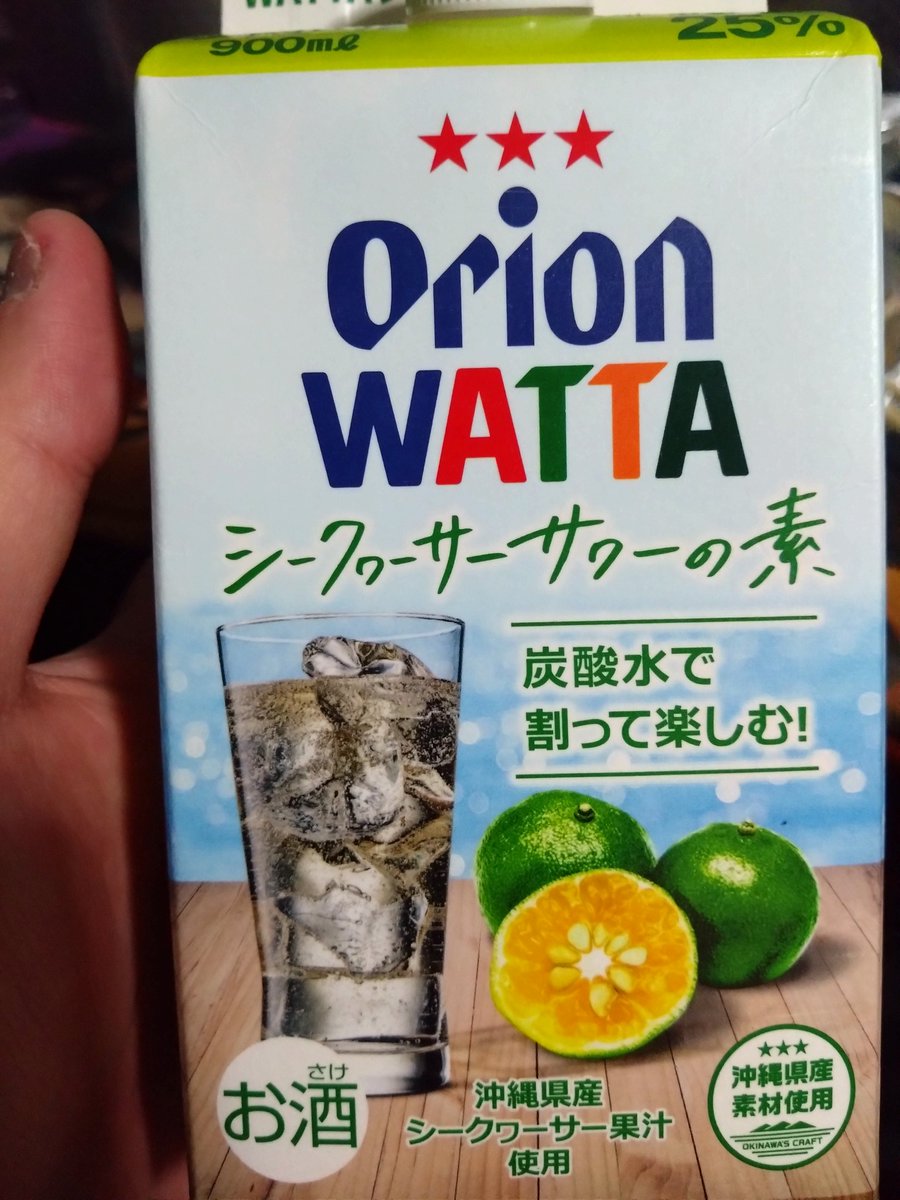 WATTA
900ml
25%
Orion
WATTA
シークヮーサーサワーの素
炭酸水で
割って楽しむ!
さけ
お酒
沖縄県産
シークヮーサー果汁
使用
沖縄県産
素材使用
OKINAWA'S CRAFT